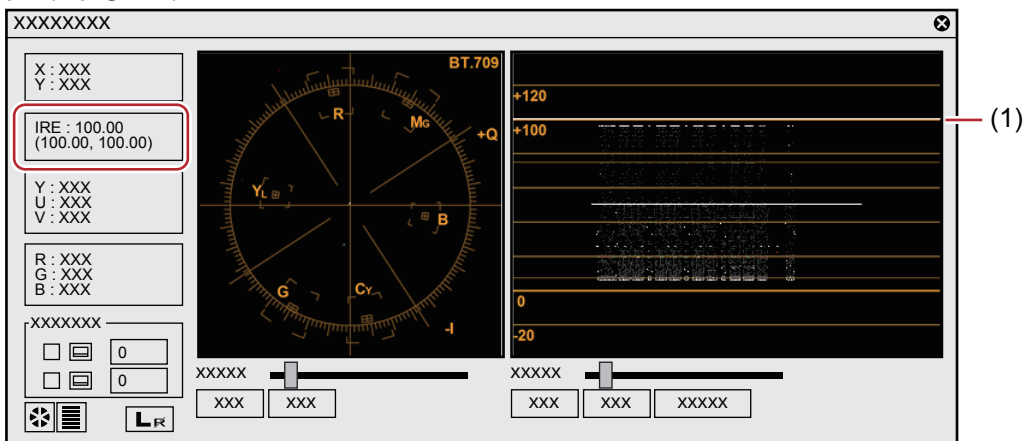 XXXXXXXX
X : XXX
Y : XXX
IRE : 100.00
(100.00, 100.00)
Y : XXX
U : XXX
V : XXX
R : XXX
G : XXX
B : XXX
XXXXXXX
0
0
L R
BT.709
R
MG
+Q
YL
B
G
CY
-I
XXXXX
XXX XXX
+120
+100
0
-20
XXXXX
XXX XXX XXXXX
(1)